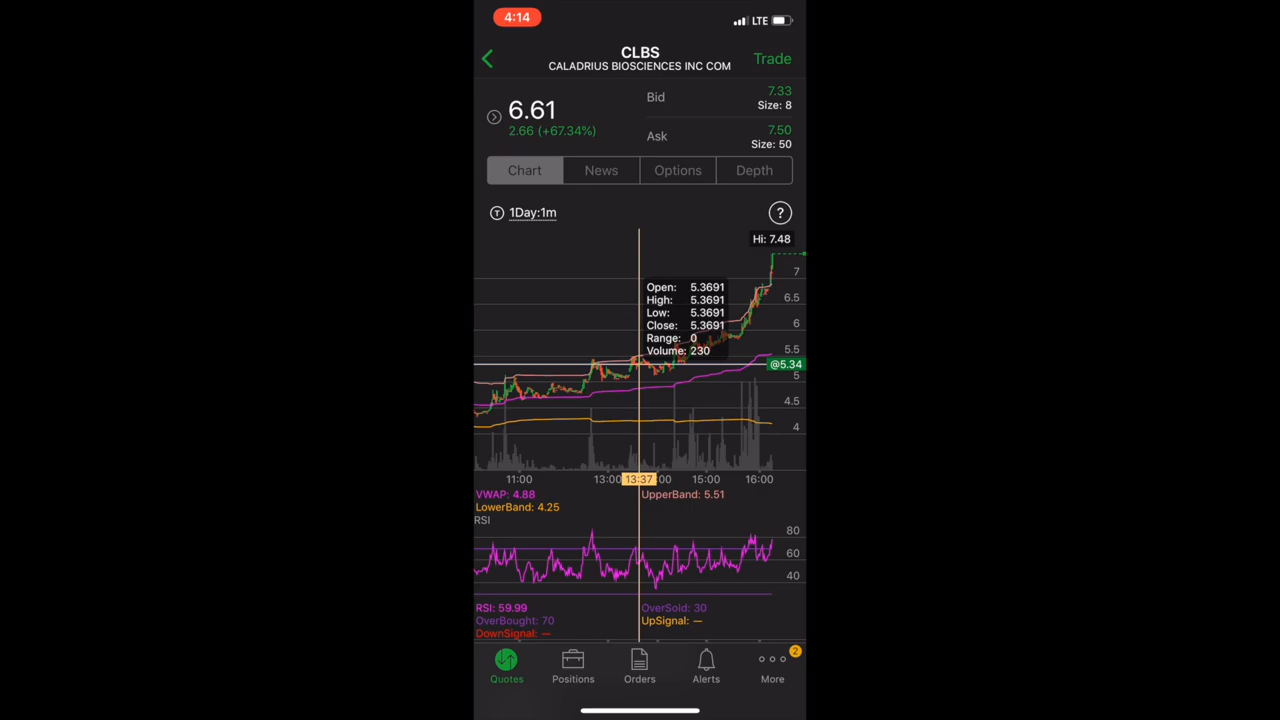 4:14
LTE
CLBS
CALADRIUS BIOSCIENCES INC COM
Trade
6.61
2.66 (+67.34%)
Bid
7.33
Size: 8
Ask
7.50
Size: 50
Chart
News
Options
Depth
T
1Day:1m
?
Hi: 7.48
7
6.5
6
5.5
5
4.5
4
Open: 5.3691
High: 5.3691
Low: 5.3691
Close: 5.3691
Range: 0
Volume: 230
@5.34
11:00
13:00
13:37
:00
15:00
16:00
VWAP: 4.88
UpperBand: 5.51
LowerBand: 4.25
RSI
80
60
40
RSI: 59.99
OverSold: 30
OverBought: 70
UpSignal: —
DownSignal: —
Quotes
Positions
Orders
Alerts
2
More